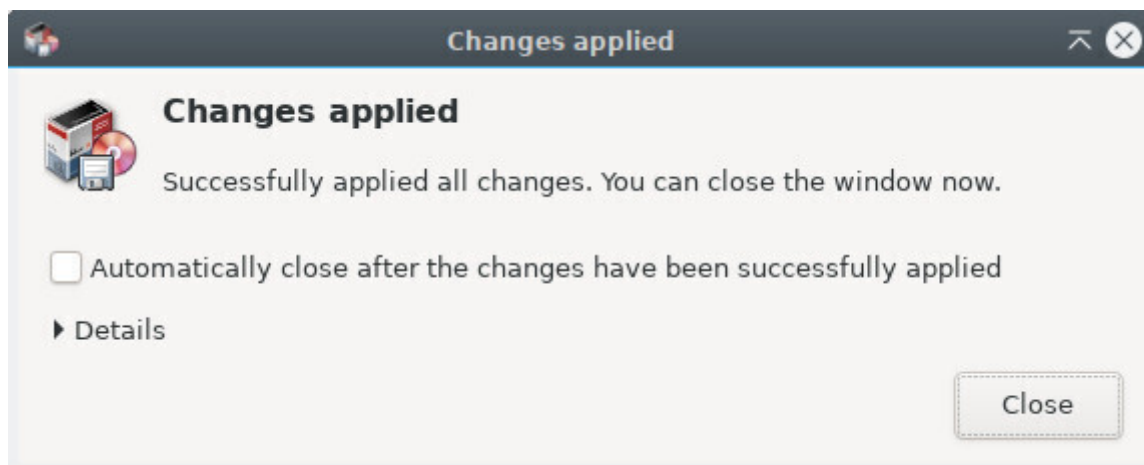 Changes applied
Changes applied
Successfully applied all changes. You can close the window now.
Automatically close after the changes have been successfully applied
Details
Close